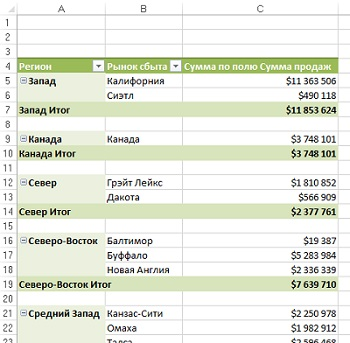 A B C
1
2
3
4 Регион Рынок сбыта Сумма по полю Сумма продаж
5 Запад Калифорния $11 363 506
6 Сиэтл $490 118
7 Запад Итог $11 853 624
8
9 Канада Канада $3 748 101
10 Канада Итог $3 748 101
11
12 Север Грэйт Лейкс $1 810 852
13 Дакота $566 909
14 Север Итог $2 377 761
15
16 Северо-Восток Балтимор $19 387
17 Буффало $5 283 984
18 Новая Англия $2 336 339
19 Северо-Восток Итог $7 639 710
20
21 Средний Запад Канзас-Сити $2 250 978
22 Омаха $1 982 912
23 Талса $2 596 468